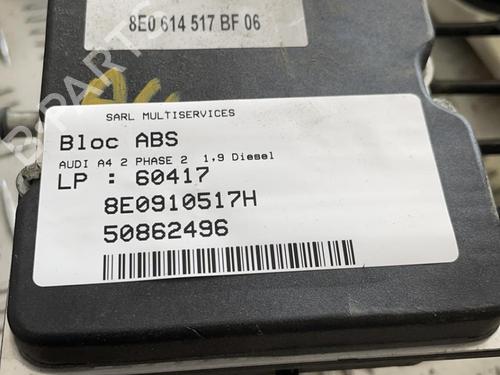 8E0 614 517 BF 06
SARL MULTISERVICES
Bloc ABS
AUDI A4 2 PHASE 2 1,9 Diesel
LP : 60417
8E0910517H
50862496